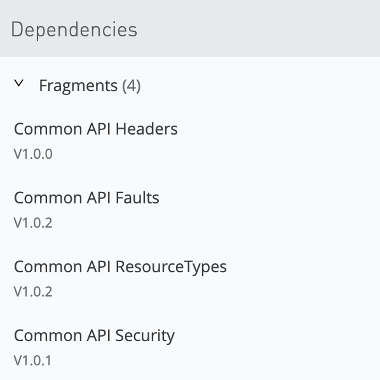 Dependencies
Fragments (4)
Common API Headers
V1.0.0
Common API Faults
V1.0.2
Common API ResourceTypes
V1.0.2
Common API Security
V1.0.1